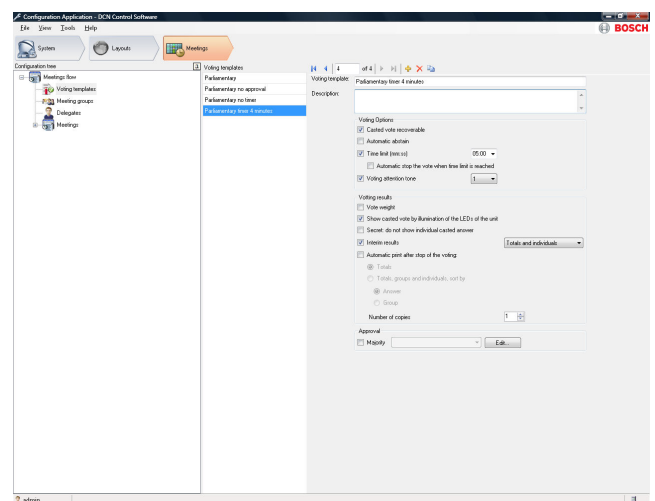 Configuration Application - DCN Control Software
File View Tools Help
BOSCH
System Layouts Meetings
Configuration tree
Meetings flow
Voting templates
Meeting groups
Delegates
Meetings
Voting templates
Parliamentary
Parliamentary no approval
Parliamentary no timer
Parliamentary timer 4 minutes
4 of 4
Voting template: Parliamentary timer 4 minutes
Description:
Voting Options
Casted vote recoverable
Automatic abstain
Time limit (mm:ss) 05:00
Automatic stop the vote when time limit is reached
Voting attention tone 1
Votting results
Vote weight
Show casted vote by illumination of the LEDs of the unit
Secret: do not show individual casted answer
Interim results Totals and individuals
Automatic print after stop of the voting:
Totals
Totals, groups and individuals, sort by
Answer
Group
Number of copies 1
Approval
Majority Edit...
admin